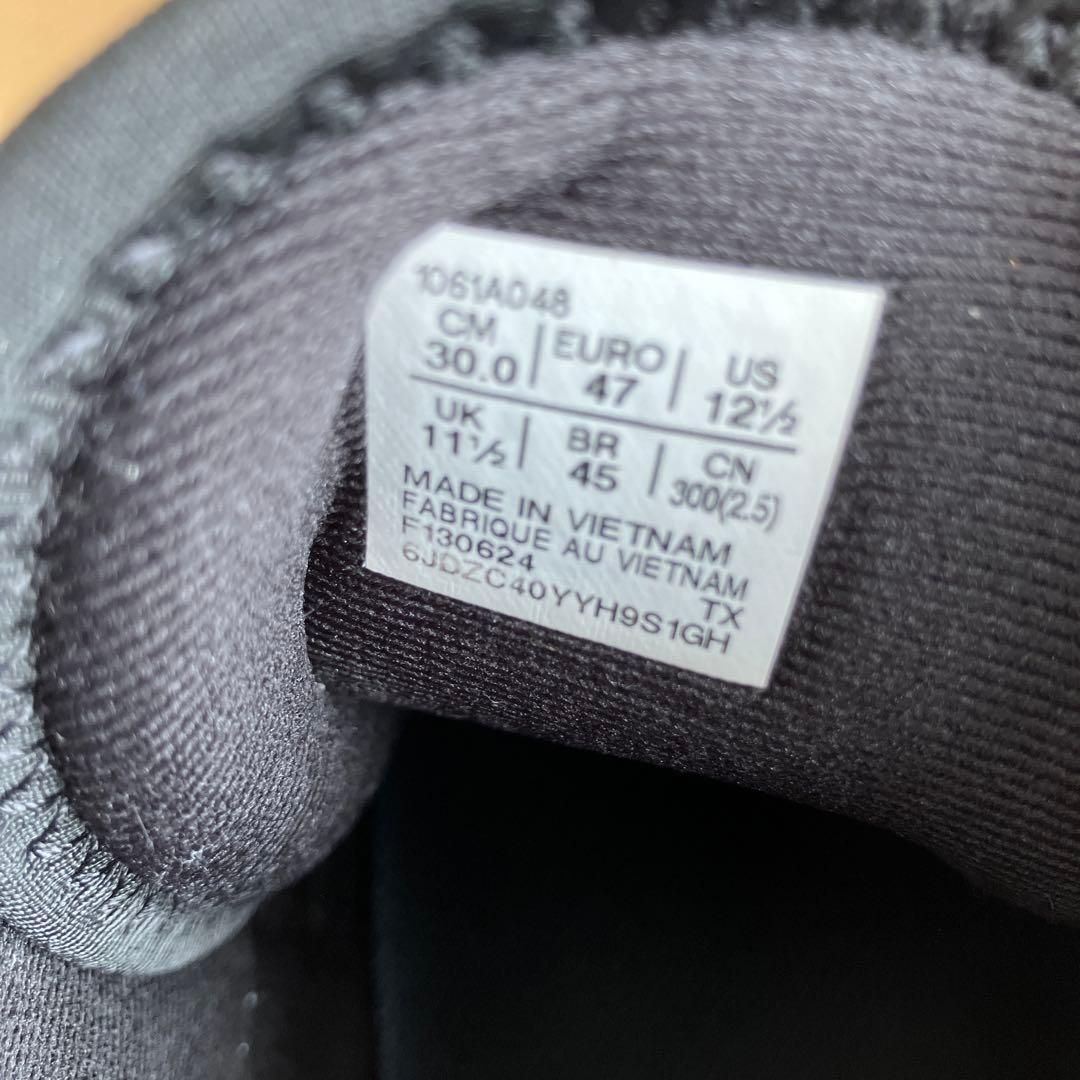 1061A048
CM | EURO | US
30.0 | 47 | 12½
UK | BR | CN
11½ | 45 | 300(2.5)
MADE IN VIETNAM
FABRIQUE AU VIETNAM
F130624 TX
6JDZC40YYH9S1GH